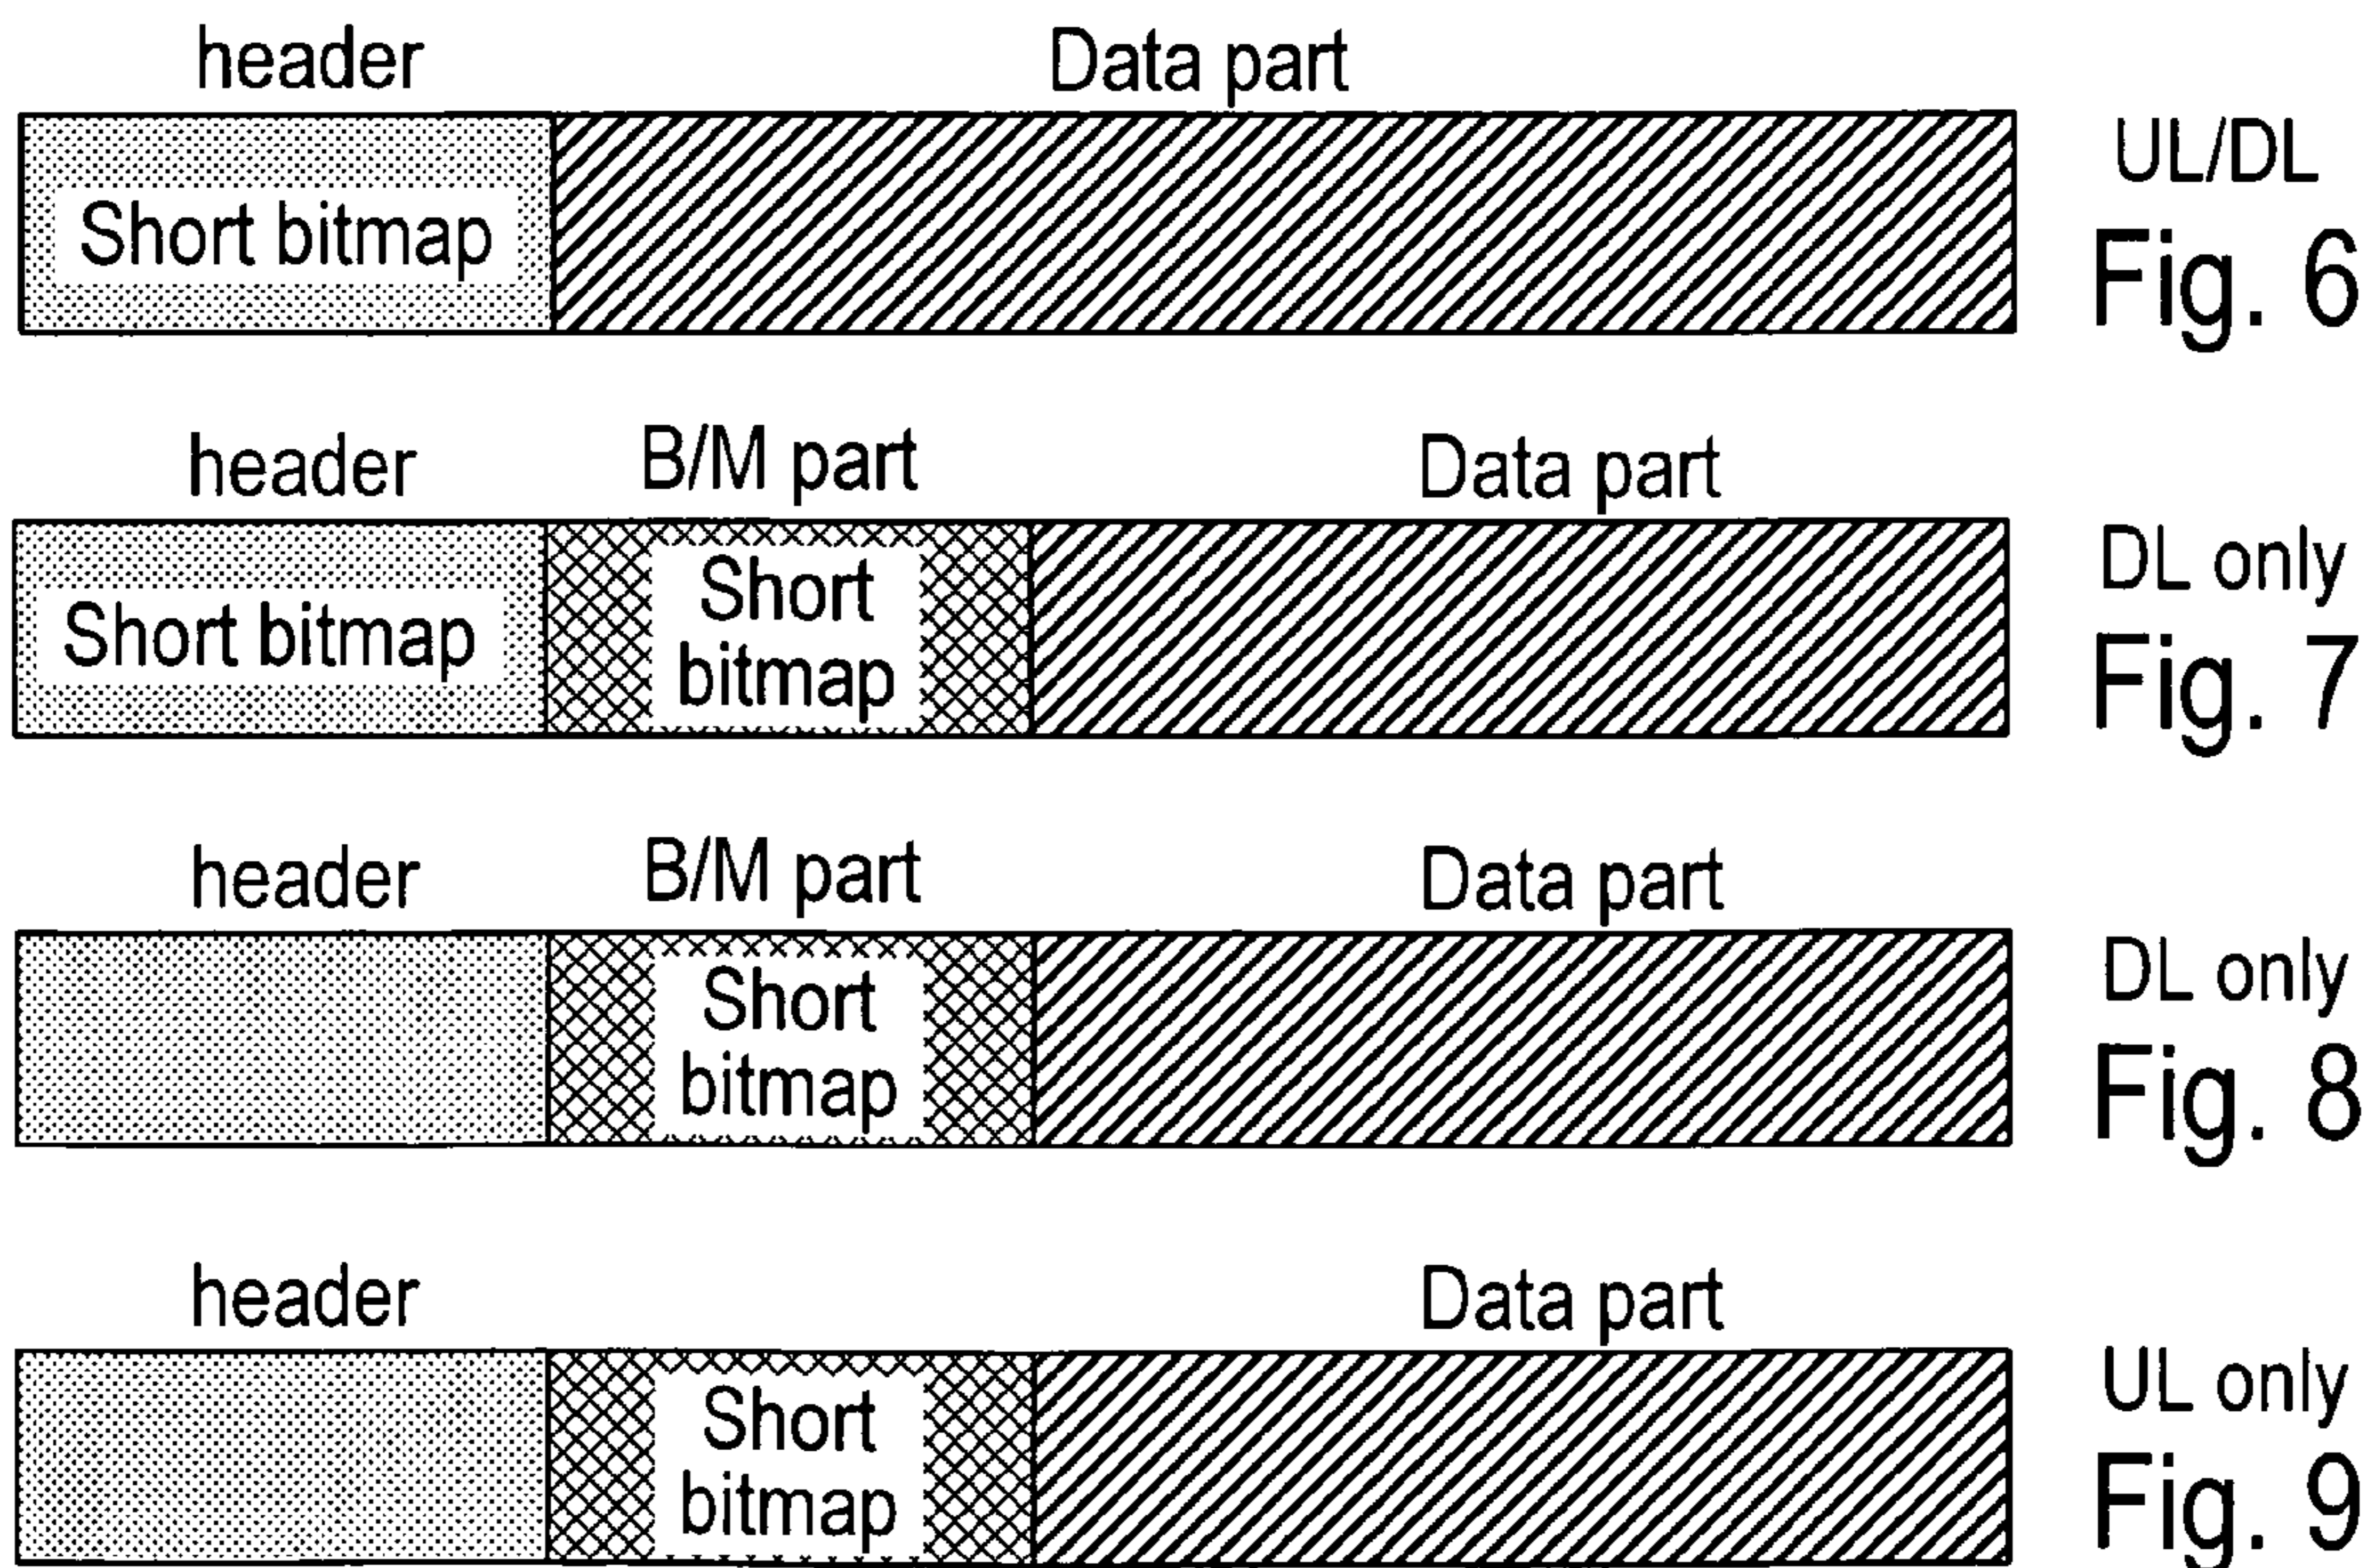 header Data part
Short bitmap
UL/DL
Fig. 6
header B/M part Data part
Short bitmap
Short
bitmap
DL only
Fig. 7
header B/M part Data part
Short
bitmap
DL only
Fig. 8
header Data part
Short
bitmap
UL only
Fig. 9